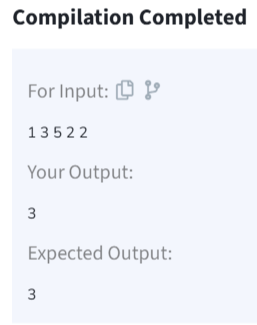 Compilation Completed
For Input:
1 3 5 2 2
Your Output:
3
Expected Output:
3